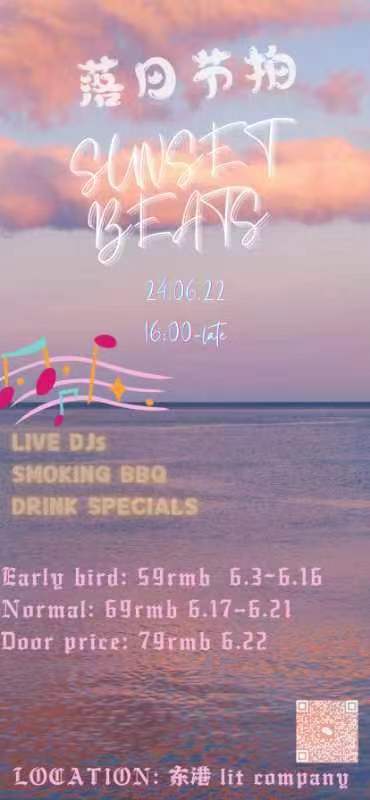 落日节拍
SUNSET
BEATS
24.06.22
16:00-late
LIVE DJs
SMOKING BBQ
DRINK SPECIALS
Early bird: 59rmb 6.3-6.16
Normal: 69rmb 6.17-6.21
Door price: 79rmb 6.22
LOCATION: 东港 lit company